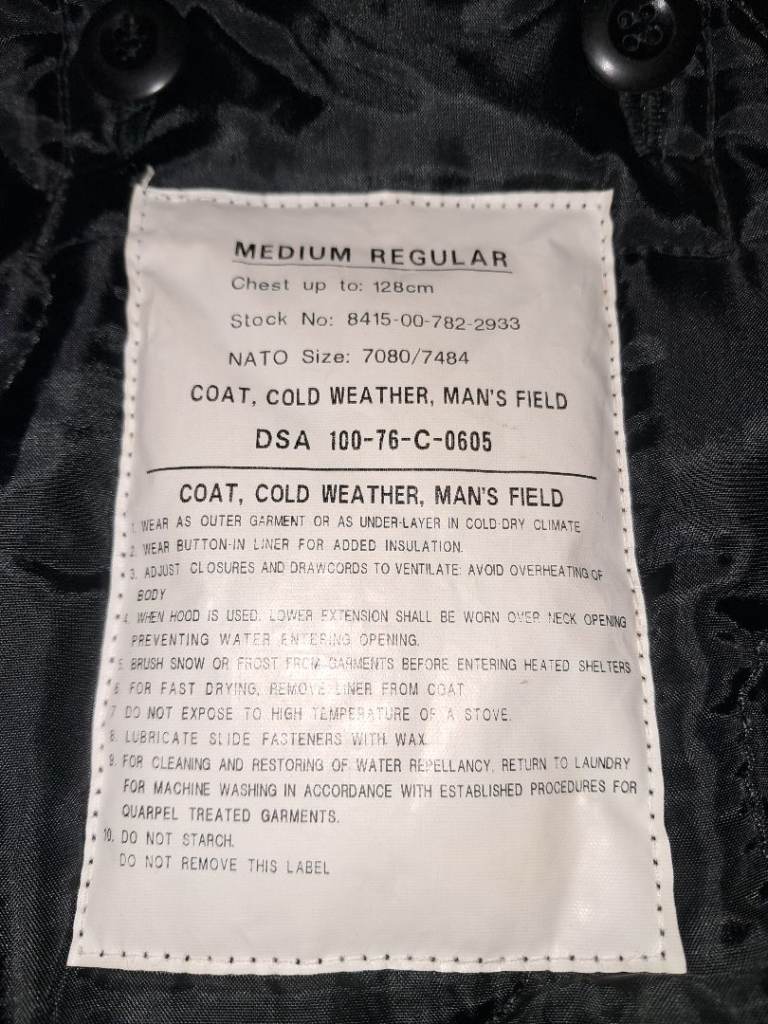 MEDIUM REGULAR
Chest up to: 128cm
Stock No: 8415-00-782-2933
NATO Size: 7080/7484
COAT, COLD WEATHER, MAN'S FIELD
DSA 100-76-C-0605
COAT, COLD WEATHER, MAN'S FIELD
1. WEAR AS OUTER GARMENT OR AS UNDER-LAYER IN COLD-DRY CLIMATE
2. WEAR BUTTON-IN LINER FOR ADDED INSULATION.
3. ADJUST CLOSURES AND DRAWCORDS TO VENTILATE: AVOID OVERHEATING OF
BODY
4. WHEN HOOD IS USED. LOWER EXTENSION SHALL BE WORN OVER NECK OPENING
PREVENTING WATER ENTERING OPENING.
5. BRUSH SNOW OR FROST FROM GARMENTS BEFORE ENTERING HEATED SHELTERS
6. FOR FAST DRYING, REMOVE LINER FROM COAT
7. DO NOT EXPOSE TO HIGH TEMPERATURE OF A STOVE.
8. LUBRICATE SLIDE FASTENERS WITH WAX.
9. FOR CLEANING AND RESTORING OF WATER REPELLANCY, RETURN TO LAUNDRY
FOR MACHINE WASHING IN ACCORDANCE WITH ESTABLISHED PROCEDURES FOR
QUARPEL TREATED GARMENTS.
10. DO NOT STARCH.
DO NOT REMOVE THIS LABEL